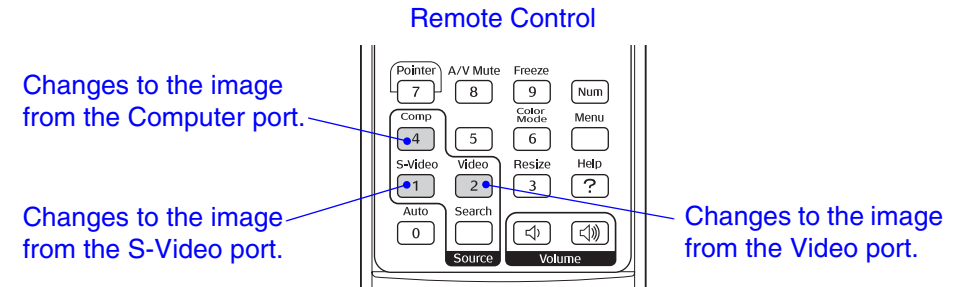 Remote Control
Pointer A/V Mute Freeze
7 8 9 Num
Changes to the image
from the Computer port.
Comp Color Mode Menu
4 5 6
S-Video Video Resize Help
1 2 3 ?
Changes to the image
from the S-Video port.
Auto Search
0
Source Volume
Changes to the image
from the Video port.